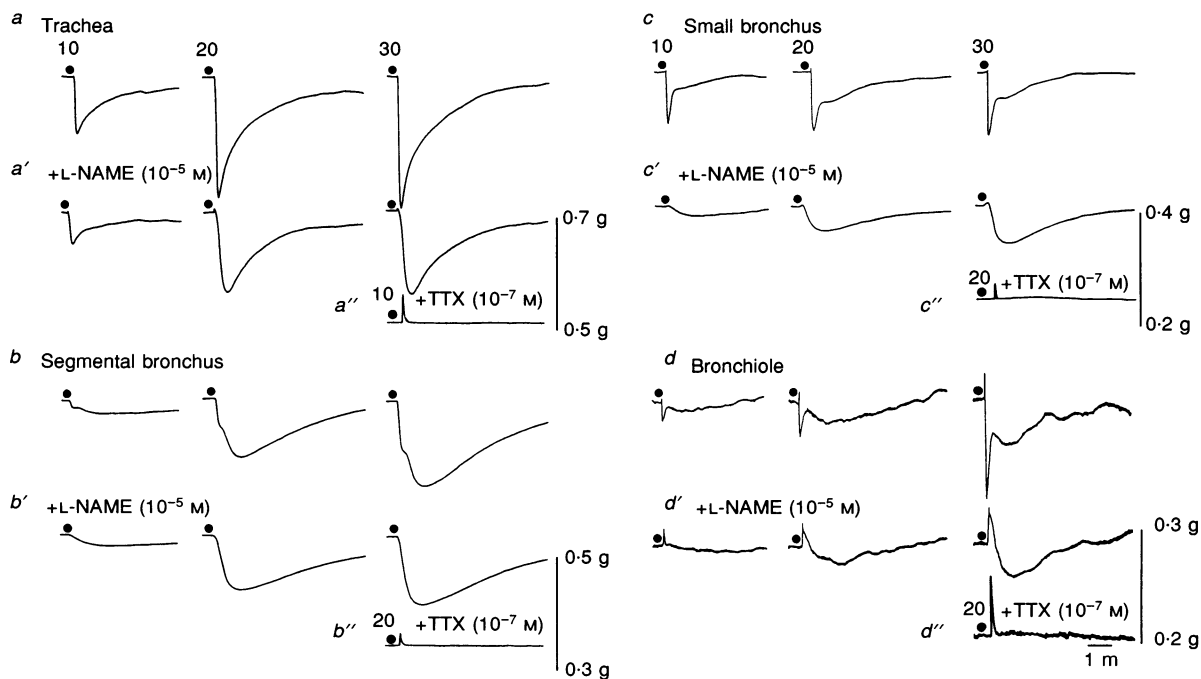 a Trachea
10 20 30
a′ +L-NAME (10⁻⁵ M)
0·7 g
a′′ 10 +TTX (10⁻⁷ M)
0·5 g
b Segmental bronchus
b′ +L-NAME (10⁻⁵ M)
0·5 g
b′′ 20 +TTX (10⁻⁷ M)
0·3 g
c Small bronchus
10 20 30
c′ +L-NAME (10⁻⁵ M)
0·4 g
c′′ 20 +TTX (10⁻⁷ M)
0·2 g
d Bronchiole
d′ +L-NAME (10⁻⁵ M)
0·3 g
d′′ 20 +TTX (10⁻⁷ M)
0·2 g
1 m